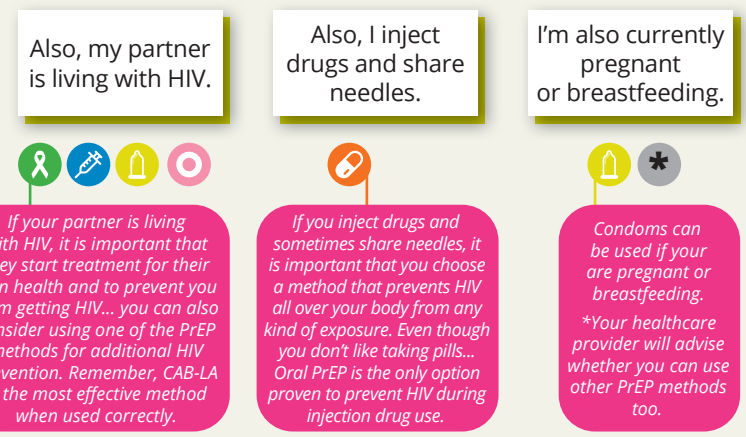 Also, my partner
is living with HIV.
Also, I inject
drugs and share
needles.
I'm also currently
pregnant
or breastfeeding.
*
If your partner is living
HIV, it is important that
start treatment for their
health and to prevent you
getting HIV... you can also
using one of the PrEP
for additional HIV
Remember, CAB-LA
the most effective method
when used correctly.
If you inject drugs and
sometimes share needles, it
is important that you choose
a method that prevents HIV
all over your body from any
kind of exposure. Even though
you don't like taking pills...
Oral PrEP is the only option
proven to prevent HIV during
injection drug use.
Condoms can
be used if your
are pregnant or
breastfeeding.
*Your healthcare
provider will advise
whether you can use
other PrEP methods
too.